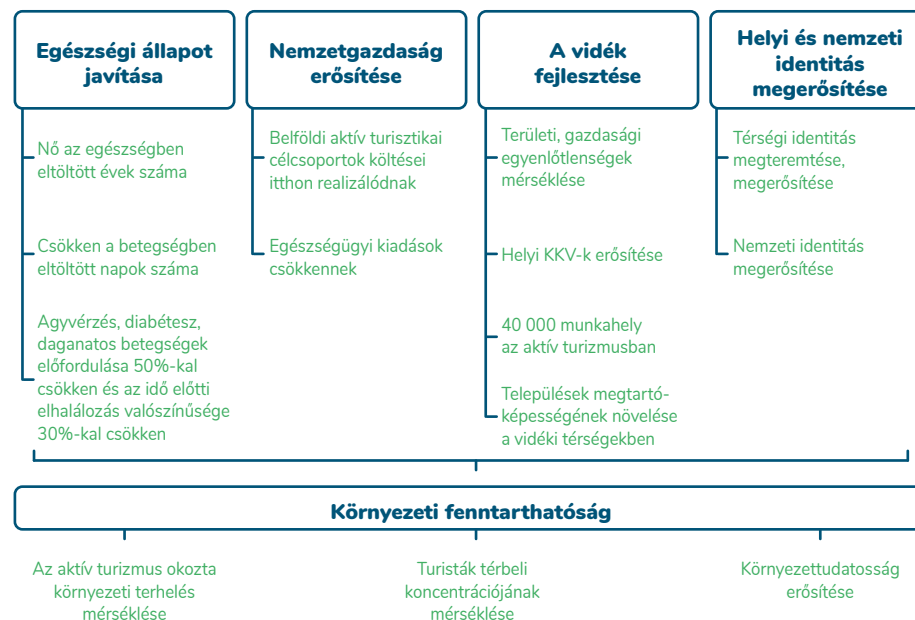 Egészségi állapot
javítása
Nő az egészségben
eltöltött évek száma
Csökken a betegségben
eltöltött napok száma
Agyvérzés, diabétesz,
daganatos betegségek
előfordulása 50%-kal
csökken és az idő előtti
elhalálozás valószínűsége
30%-kal csökken
Nemzetgazdaság
erősítése
Belföldi aktív turisztikai
célcsoportok költései
itthon realizálódnak
Egészségügyi kiadások
csökkennek
A vidék
fejlesztése
Területi, gazdasági
egyenlőtlenségek
mérséklése
Helyi KKV-k erősítése
40 000 munkahely
az aktív turizmusban
Települések megtartó-
képességének növelése
a vidéki térségekben
Helyi és nemzeti
identitás
megerősítése
Térségi identitás
megteremtése,
megerősítése
Nemzeti identitás
megerősítése
Környezeti fenntarthatóság
Az aktív turizmus okozta
környezeti terhelés
mérséklése
Turisták térbeli
koncentrációjának
mérséklése
Környezettudatosság
erősítése